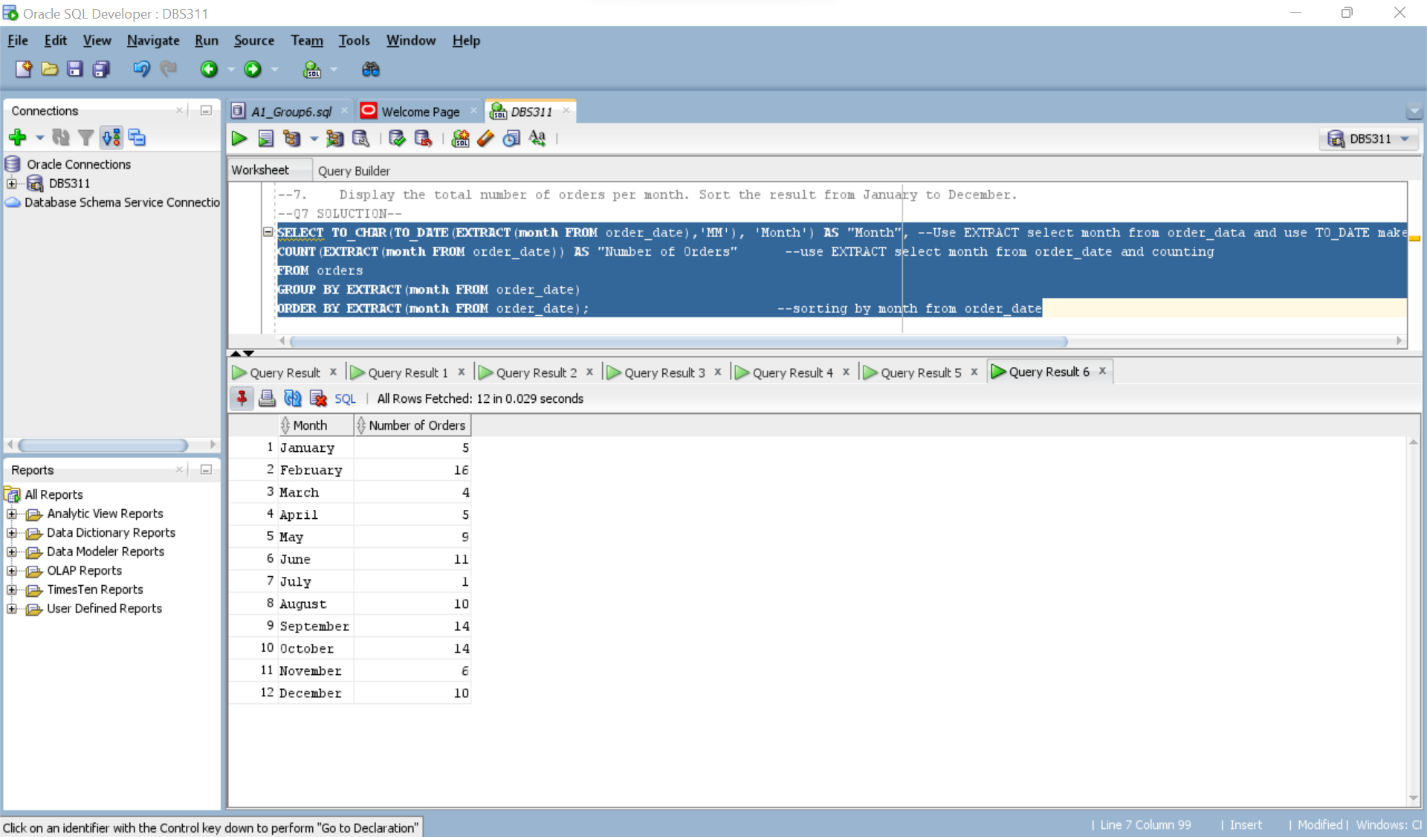 Oracle SQL Developer : DBS311
File Edit View Navigate Run Source Team Tools Window Help
Connections
Oracle Connections
DBS311
Database Schema Service Connectio
Reports
All Reports
Analytic View Reports
Data Dictionary Reports
Data Modeler Reports
OLAP Reports
TimesTen Reports
User Defined Reports
A1_Group6.sql Welcome Page DBS311
DBS311
Worksheet Query Builder
--7. Display the total number of orders per month. Sort the result from January to December.
--Q7 SOLUCTION--
SELECT TO_CHAR(TO_DATE(EXTRACT(month FROM order_date),'MM'), 'Month') AS "Month", --Use EXTRACT select month from order_data and use TO_DATE make
COUNT(EXTRACT(month FROM order_date)) AS "Number of Orders" --use EXTRACT select month from order_date and counting
FROM orders
GROUP BY EXTRACT(month FROM order_date)
ORDER BY EXTRACT(month FROM order_date); --sorting by month from order_date
Query Result x Query Result 1 x Query Result 2 x Query Result 3 x Query Result 4 x Query Result 5 x Query Result 6 x
SQL | All Rows Fetched: 12 in 0.029 seconds
Month Number of Orders
1 January 5
2 February 16
3 March 4
4 April 5
5 May 9
6 June 11
7 July 1
8 August 10
9 September 14
10 October 14
11 November 6
12 December 10
Click on an identifier with the Control key down to perform "Go to Declaration"
| Line 7 Column 99 | Insert | Modified | Windows: Cl